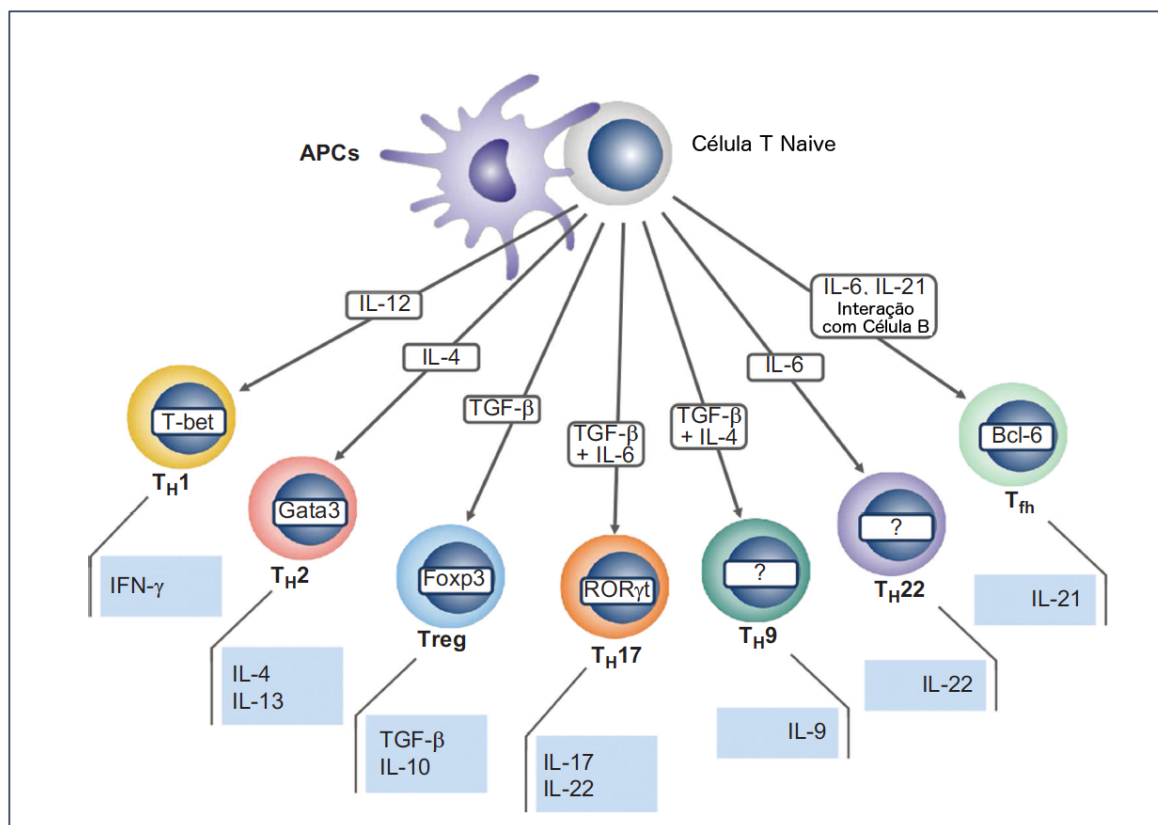 APCs
Célula T Naive
IL-12
IL-4
TGF-β
TGF-β
+ IL-6
TGF-β
+ IL-4
IL-6
IL-6. IL-21
Interação
com Célula B
T-bet
TH1
IFN-γ
Gata3
TH2
IL-4
IL-13
Foxp3
Treg
TGF-β
IL-10
RORγt
TH17
IL-17
IL-22
?
TH9
IL-9
?
TH22
IL-22
Bcl-6
Tfh
IL-21